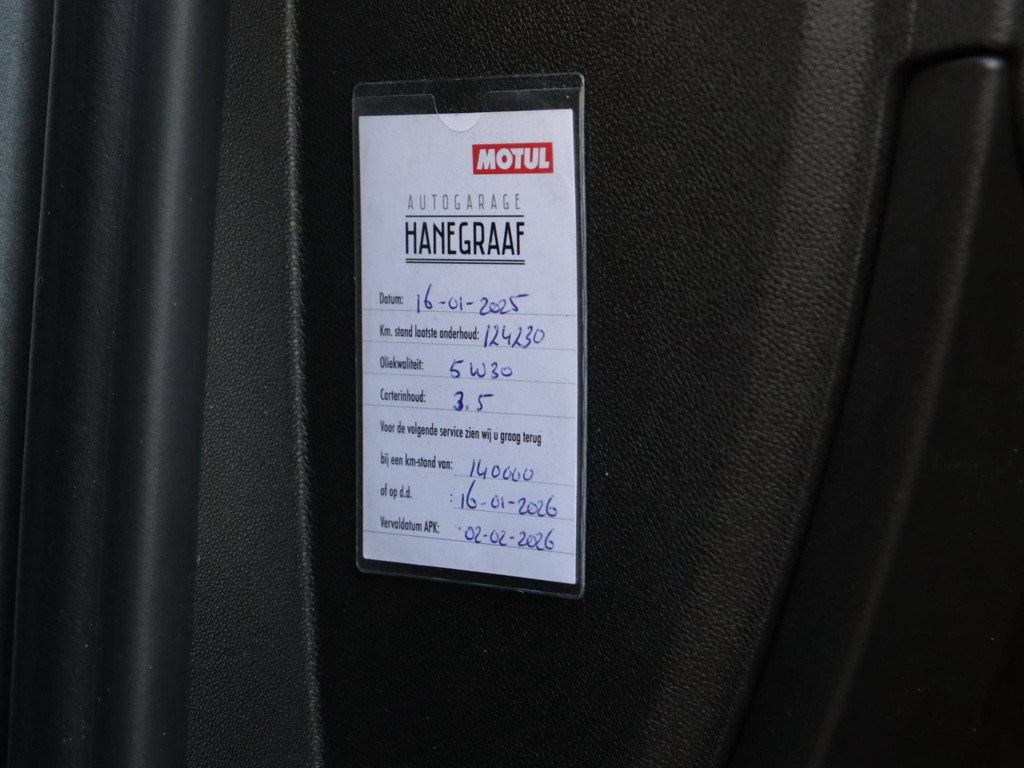 MOTUL
AUTOGARAGE
HANEGRAAF
Datum: 16-01-2025
Km. stand laatste onderhoud: 124230
Oliekwaliteit: 5W30
Carterinhoud: 3.5
Voor de volgende service zien wij u graag terug
bij een km-stand van: 140000
of op d.d. : 16-01-2026
Vervaldatum APK: 02-02-2026